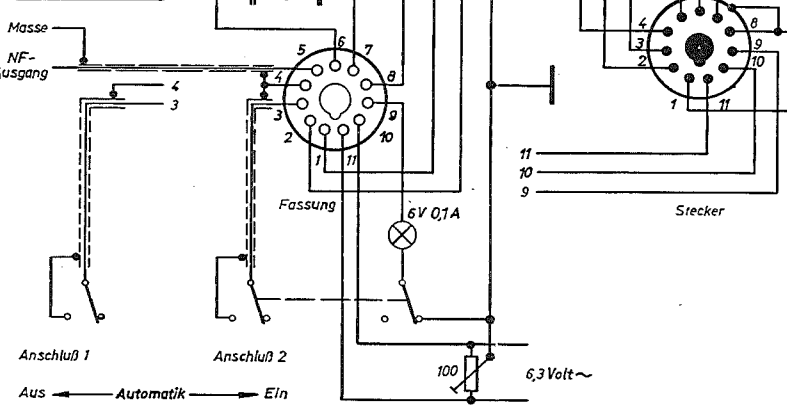 Masse
NF-
usgang
4
3
5
6
7
4
8
3
9
2
10
1
11
Fassung
6V 0,1A
4
8
3
9
2
10
1
11
11
10
9
Stecker
Anschluß 1
Anschluß 2
100
6,3 Volt ~
Aus
Automatik
Ein